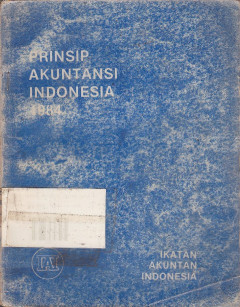 PRINSIP
AKUNTANSI
INDONESIA
1984
IAI
IKATAN
AKUNTAN
INDONESIA